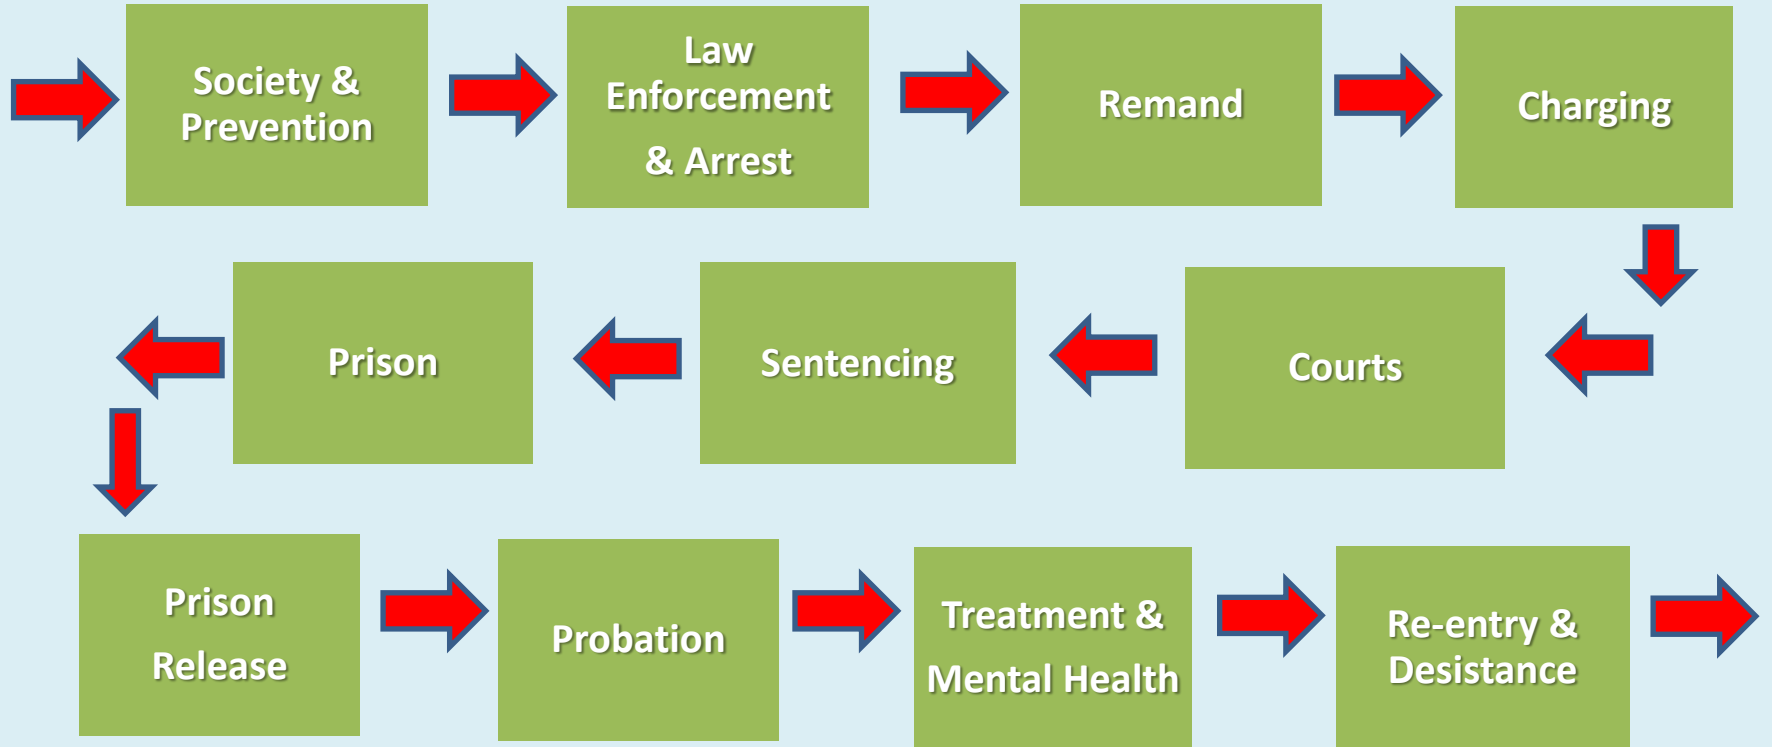 Society &
Prevention
Law
Enforcement
& Arrest
Remand
Charging
Prison
Sentencing
Courts
Prison
Release
Probation
Treatment &
Mental Health
Re-entry &
Desistance